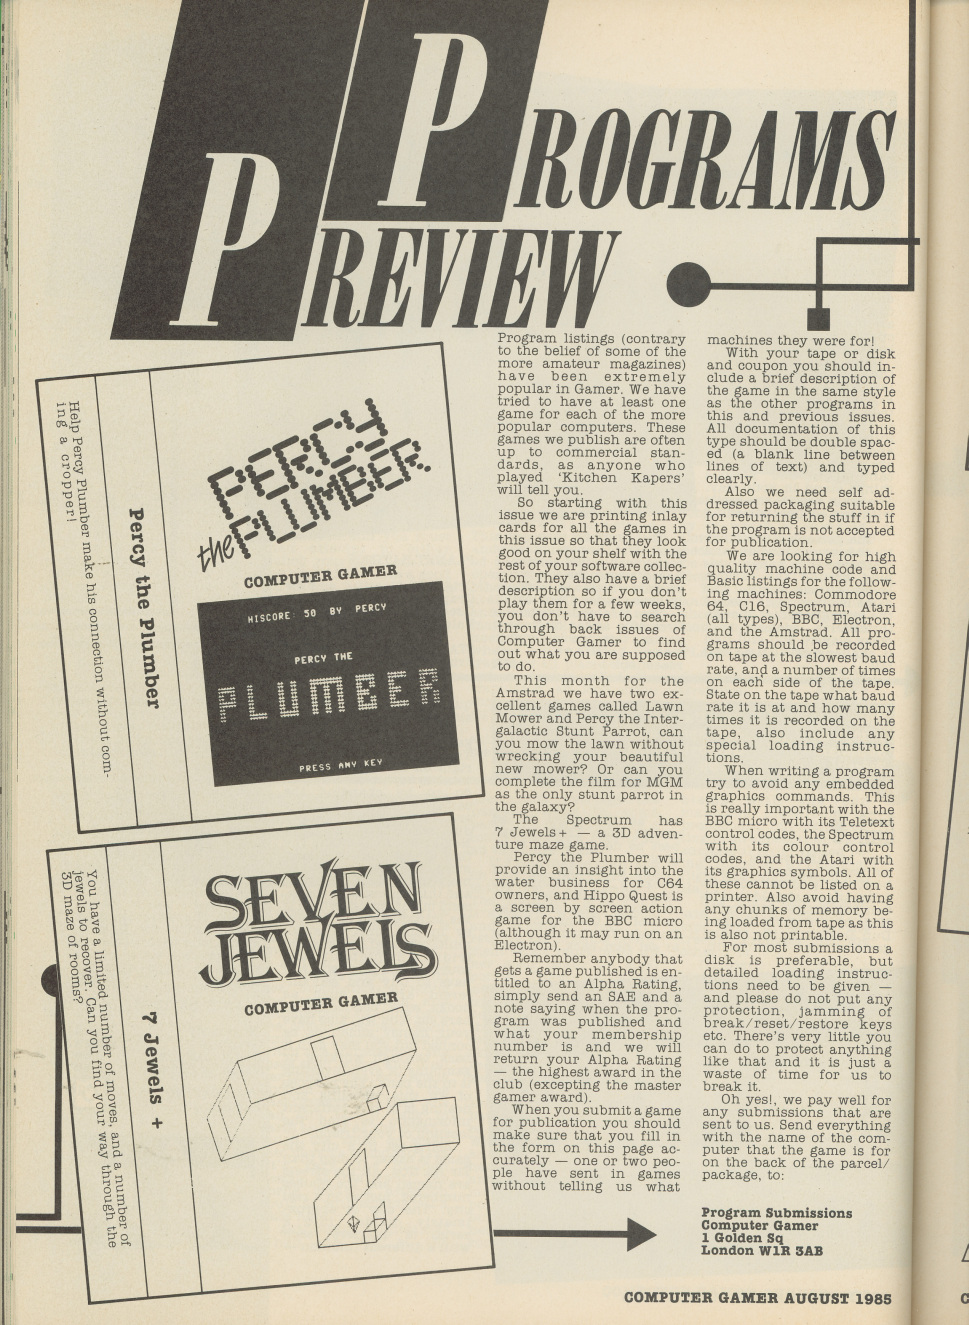 PROGRAMS
PREVIEW
Help Percy Plumber make his connection without com-
ing a cropper!
Percy the Plumber
PERCY
the PLUMBER
COMPUTER GAMER
HISCORE: 50 BY PERCY
PERCY THE
PLUMBER
PRESS ANY KEY
You have a limited number of moves, and a number of
jewels to recover. Can you find your way through the
3D maze of rooms?
7 Jewels +
SEVEN
JEWELS
COMPUTER GAMER
Program listings (contrary
to the belief of some of the
more amateur magazines)
have been extremely
popular in Gamer. We have
tried to have at least one
game for each of the more
popular computers. These
games we publish are often
up to commercial stan-
dards, as anyone who
played 'Kitchen Kapers'
will tell you.
So starting with this
issue we are printing inlay
cards for all the games in
this issue so that they look
good on your shelf with the
rest of your software collec-
tion. They also have a brief
description so if you don't
play them for a few weeks,
you don't have to search
through back issues of
Computer Gamer to find
out what you are supposed
to do.
This month for the
Amstrad we have two ex-
cellent games called Lawn
Mower and Percy the Inter-
galactic Stunt Parrot, can
you mow the lawn without
wrecking your beautiful
new mower? Or can you
complete the film for MGM
as the only stunt parrot in
the galaxy?
The Spectrum has
7 Jewels+ — a 3D adven-
ture maze game.
Percy the Plumber will
provide an insight into the
water business for C64
owners, and Hippo Quest is
a screen by screen action
game for the BBC micro
(although it may run on an
Electron).
Remember anybody that
gets a game published is en-
titled to an Alpha Rating,
simply send an SAE and a
note saying when the pro-
gram was published and
what your membership
number is and we will
return your Alpha Rating
— the highest award in the
club (excepting the master
gamer award).
When you submit a game
for publication you should
make sure that you fill in
the form on this page ac-
curately — one or two peo-
ple have sent in games
without telling us what
machines they were for!
With your tape or disk
and coupon you should in-
clude a brief description of
the game in the same style
as the other programs in
this and previous issues.
All documentation of this
type should be double spac-
ed (a blank line between
lines of text) and typed
clearly.
Also we need self ad-
dressed packaging suitable
for returning the stuff in if
the program is not accepted
for publication.
We are looking for high
quality machine code and
Basic listings for the follow-
ing machines: Commodore
64, C16, Spectrum, Atari
(all types), BBC, Electron,
and the Amstrad. All pro-
grams should be recorded
on tape at the slowest baud
rate, and a number of times
on each side of the tape.
State on the tape what baud
rate it is at and how many
times it is recorded on the
tape, also include any
special loading instruc-
tions.
When writing a program
try to avoid any embedded
graphics commands. This
is really important with the
BBC micro with its Teletext
control codes, the Spectrum
with its colour control
codes, and the Atari with
its graphics symbols. All of
these cannot be listed on a
printer. Also avoid having
any chunks of memory be-
ing loaded from tape as this
is also not printable.
For most submissions a
disk is preferable, but
detailed loading instruc-
tions need to be given —
and please do not put any
protection, jamming of
break/reset/restore keys
etc. There's very little you
can do to protect anything
like that and it is just a
waste of time for us to
break it.
Oh yes!, we pay well for
any submissions that are
sent to us. Send everything
with the name of the com-
puter that the game is for
on the back of the parcel/
package, to:
Program Submissions
Computer Gamer
1 Golden Sq
London W1R 3AB
COMPUTER GAMER AUGUST 1985